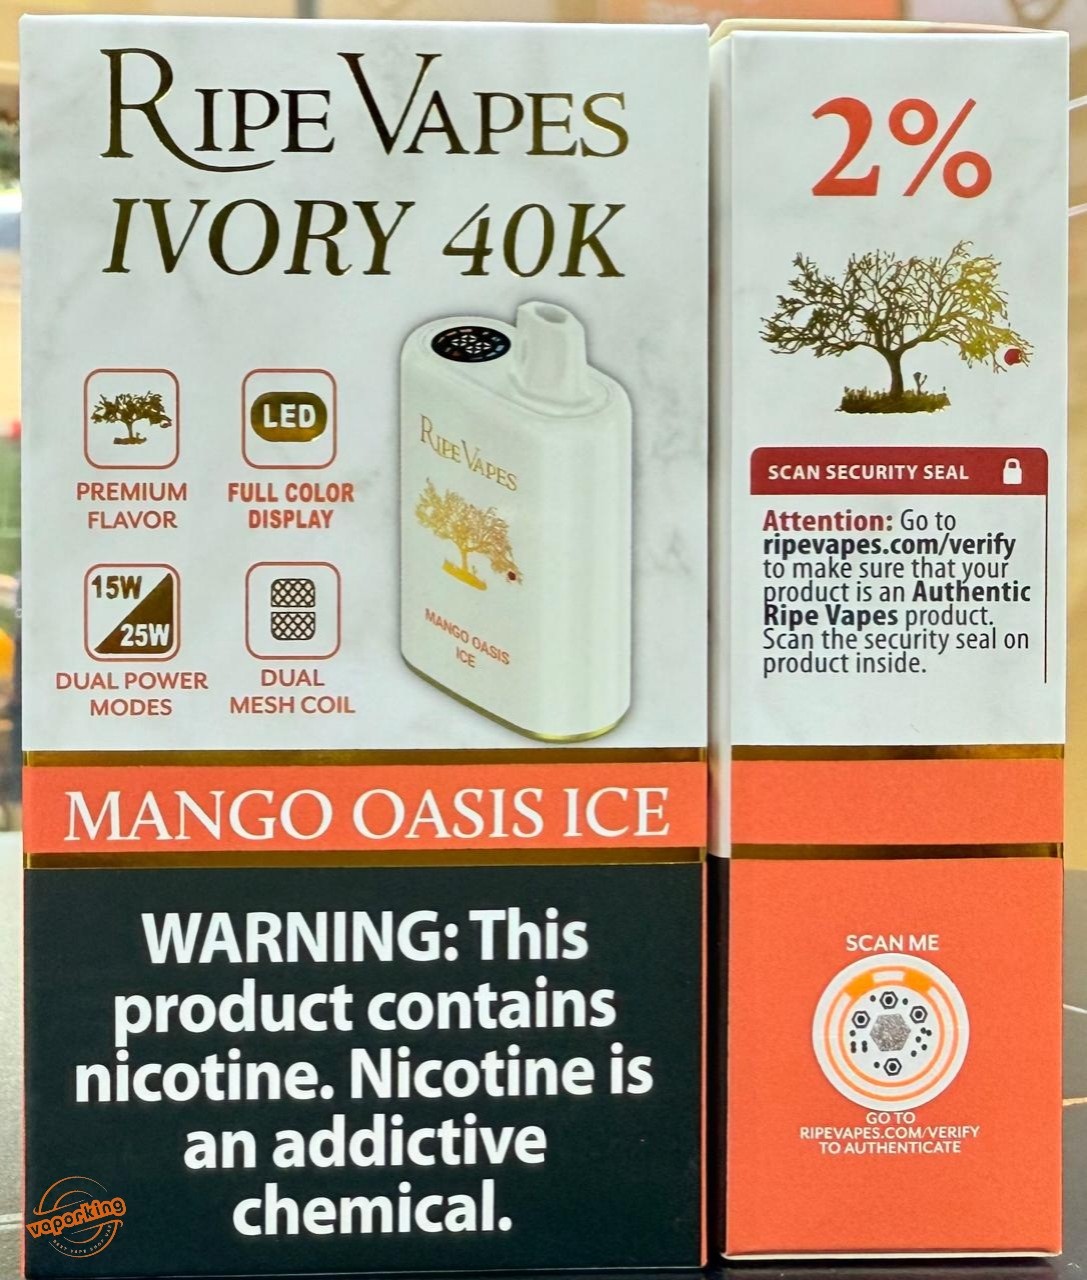 RIPE VAPES
IVORY 40K
PREMIUM
FLAVOR
LED
FULL COLOR
DISPLAY
15W
25W
DUAL POWER
MODES
DUAL
MESH COIL
RIPE VAPES
MANGO OASIS
ICE
MANGO OASIS ICE
WARNING: This
product contains
nicotine. Nicotine is
an addictive
chemical.
vaporking
2%
SCAN SECURITY SEAL
Attention: Go to
ripevapes.com/verify
to make sure that your
product is an Authentic
Ripe Vapes product.
Scan the security seal on
product inside.
SCAN ME
GO TO
RIPEVAPES.COM/VERIFY
TO AUTHENTICATE